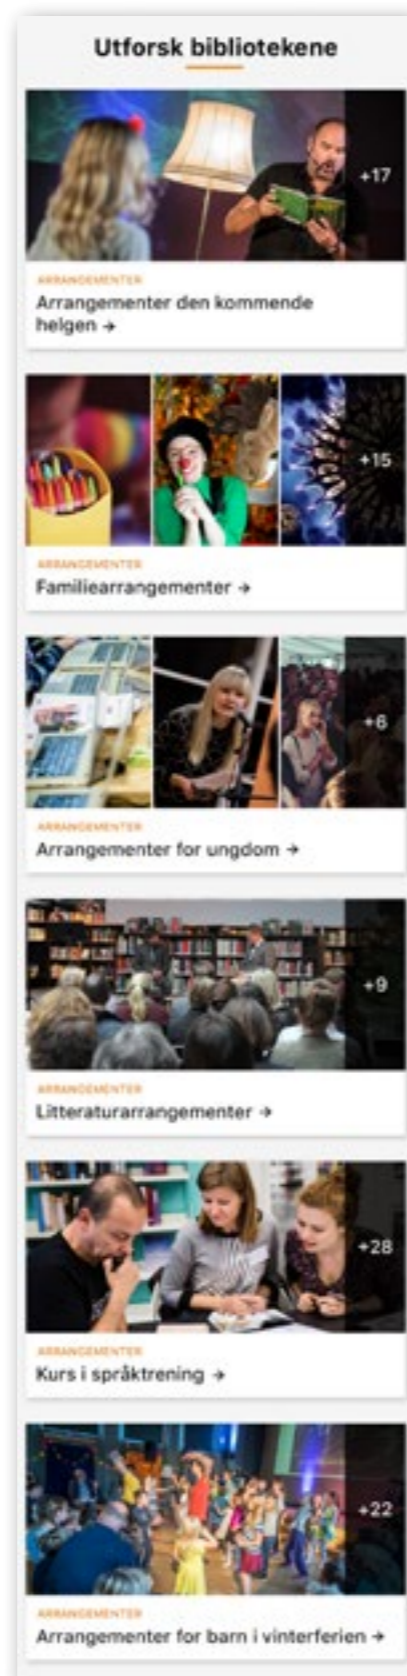 Utforsk bibliotekene
+17
ARRANGEMENTER
Arrangementer den kommende
helgen →
+15
ARRANGEMENTER
Familiearrangementer →
+6
ARRANGEMENTER
Arrangementer for ungdom →
+9
ARRANGEMENTER
Litteraturarrangementer →
+28
ARRANGEMENTER
Kurs i språktrening →
+22
ARRANGEMENTER
Arrangementer for barn i vinterferien →